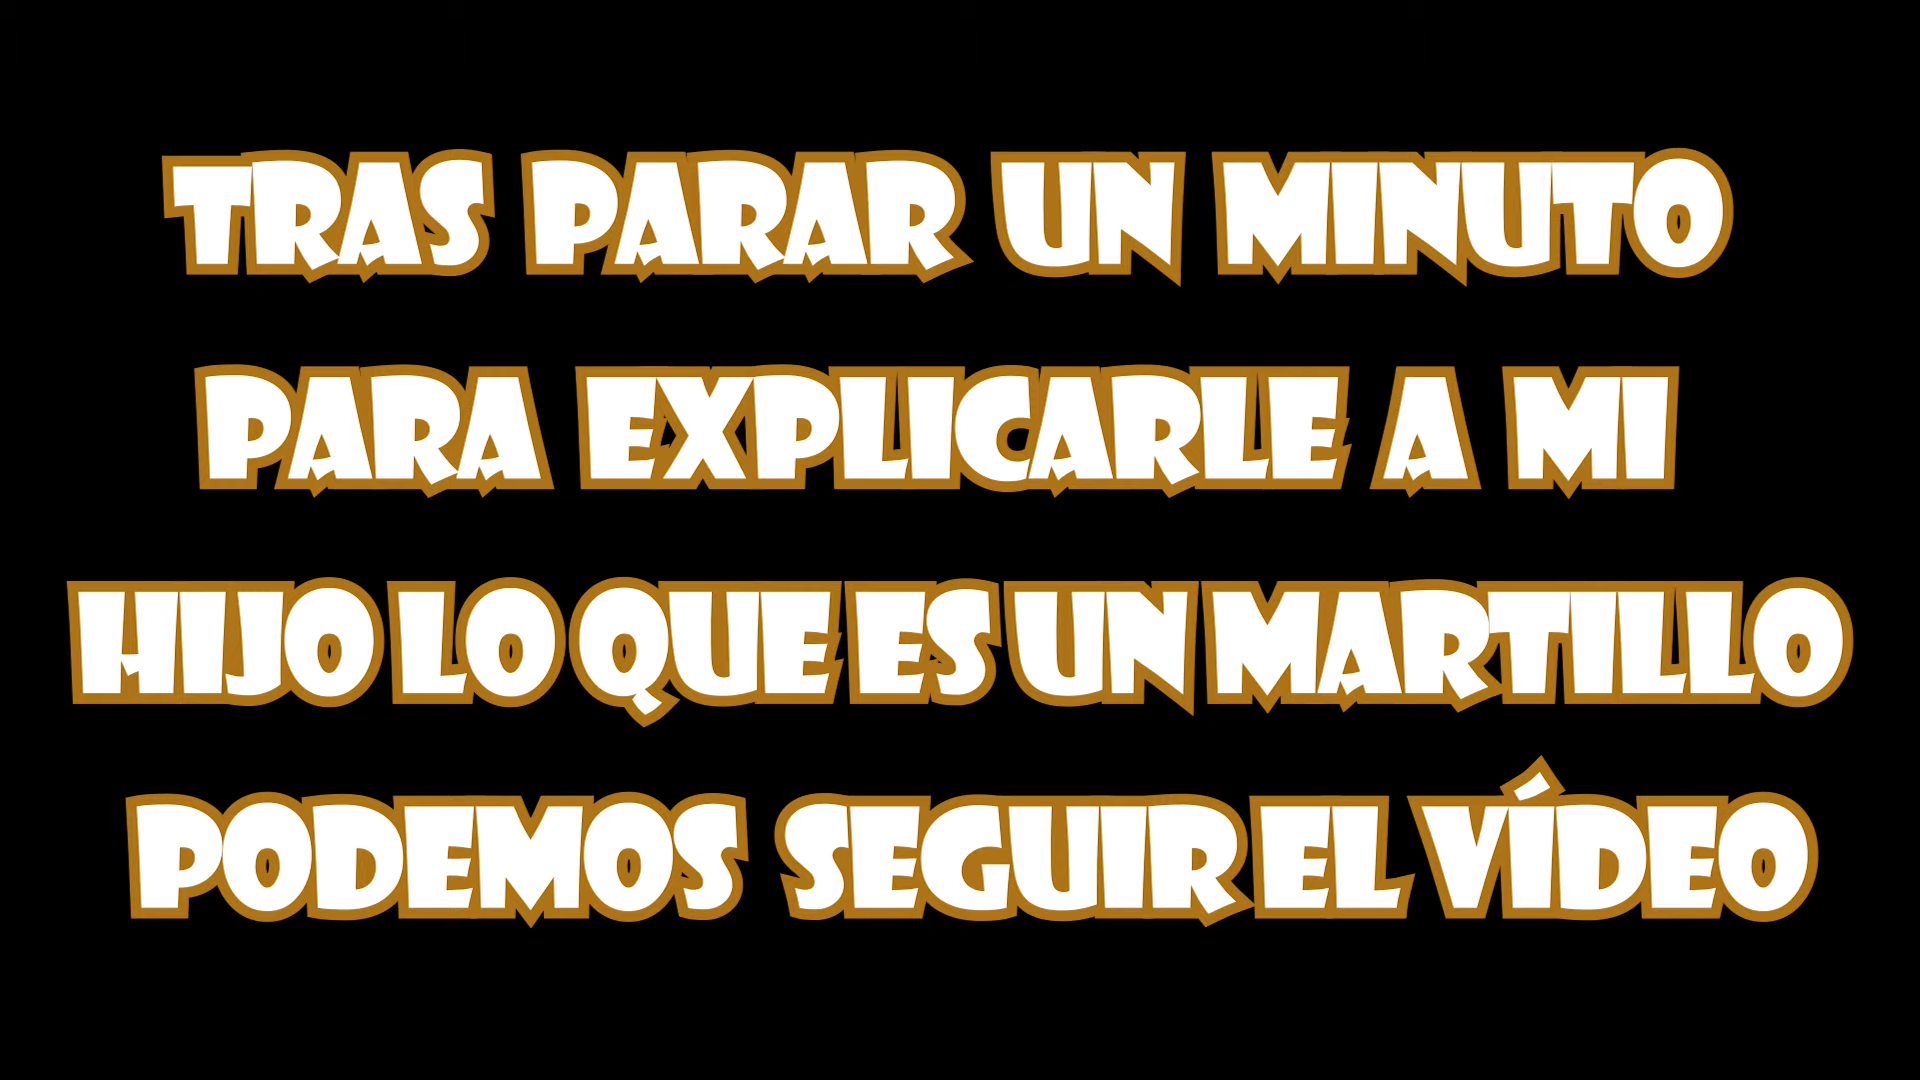 TRAS PARAR UN MINUTO
PARA EXPLICARLE A MI
HIJO LO QUE ES UN MARTILLO
PODEMOS SEGUIR EL VÍDEO